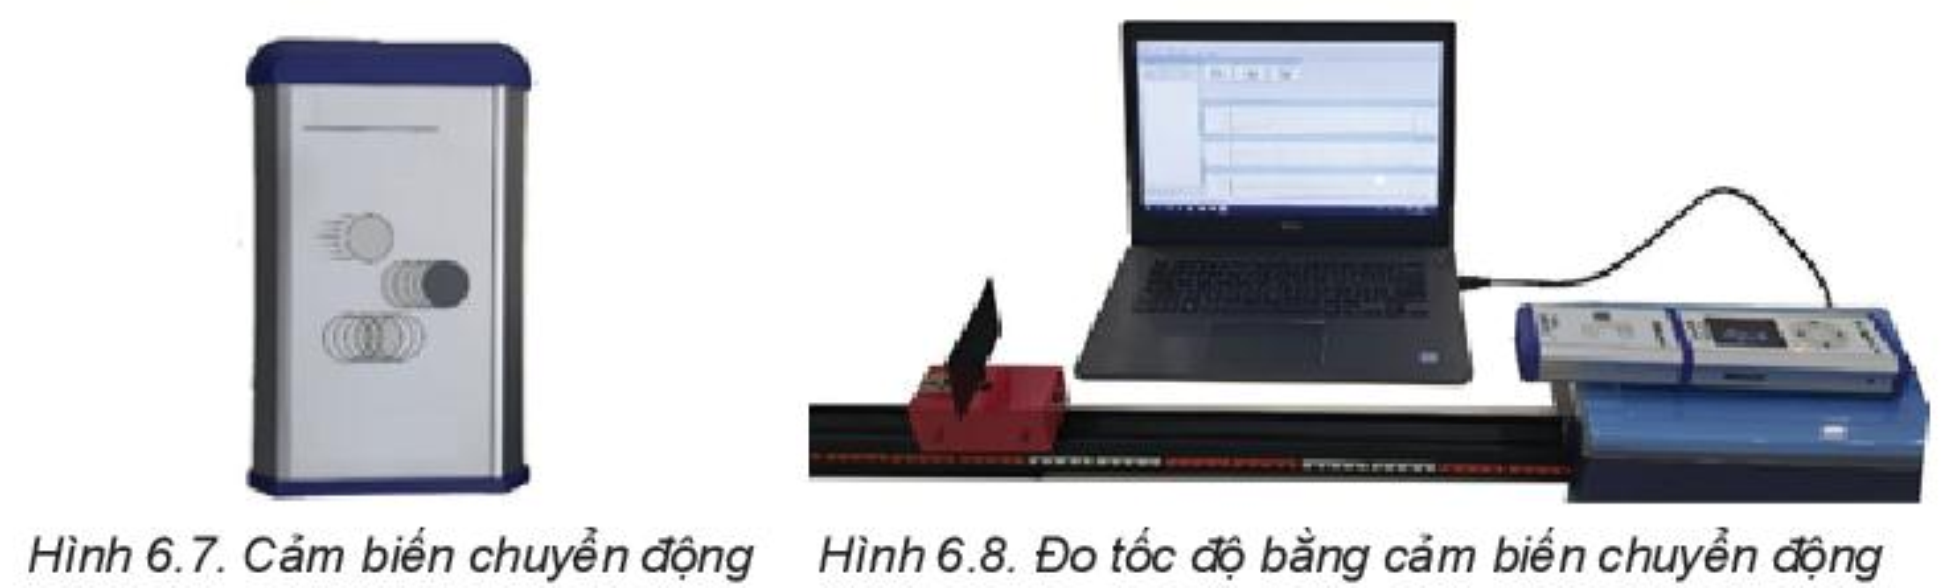 Hình 6.7. Cảm biến chuyển động
Hình 6.8. Đo tốc độ bằng cảm biến chuyển động